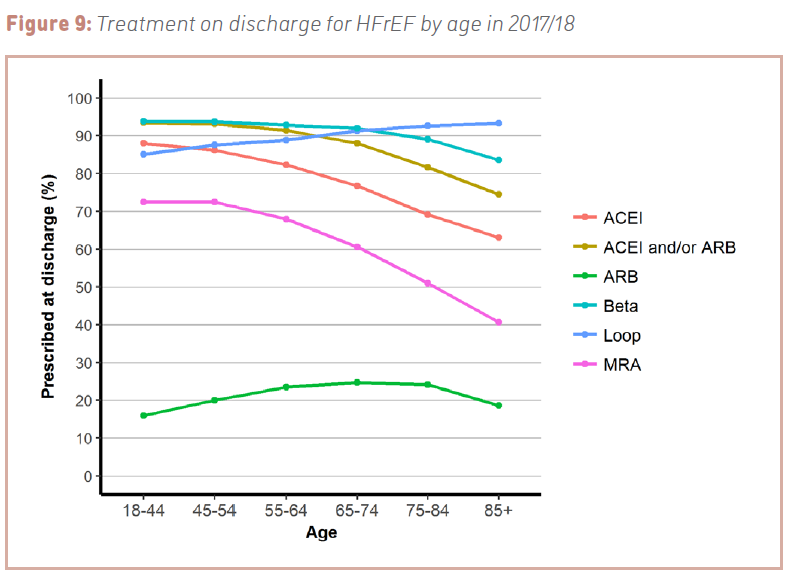 Figure 9: Treatment on discharge for HFrEF by age in 2017/18
100
90
80
70
60
50
40
30
20
10
0
Prescribed at discharge (%)
18-44 45-54 55-64 65-74 75-84 85+
Age
ACEI
ACEI and/or ARB
ARB
Beta
Loop
MRA